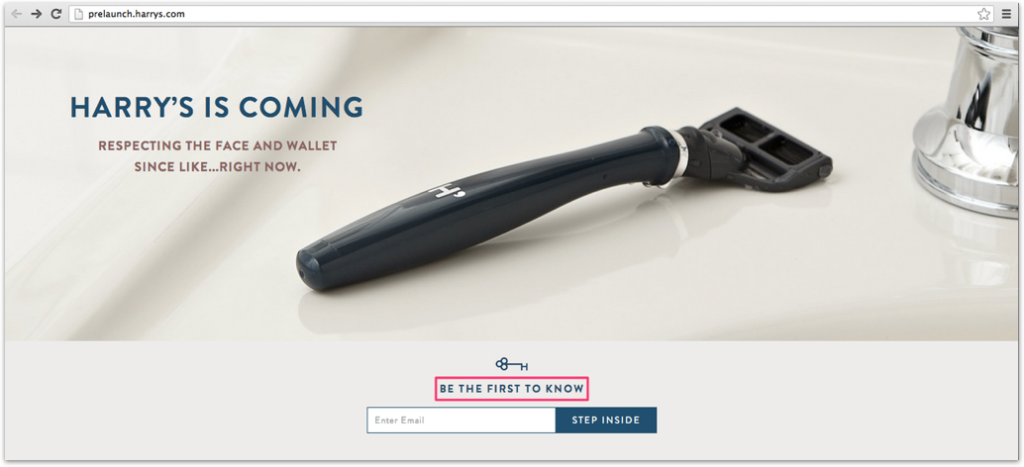 prelaunch.harrys.com
HARRY'S IS COMING
RESPECTING THE FACE AND WALLET
SINCE LIKE...RIGHT NOW.
H'
H
BE THE FIRST TO KNOW
Enter Email
STEP INSIDE